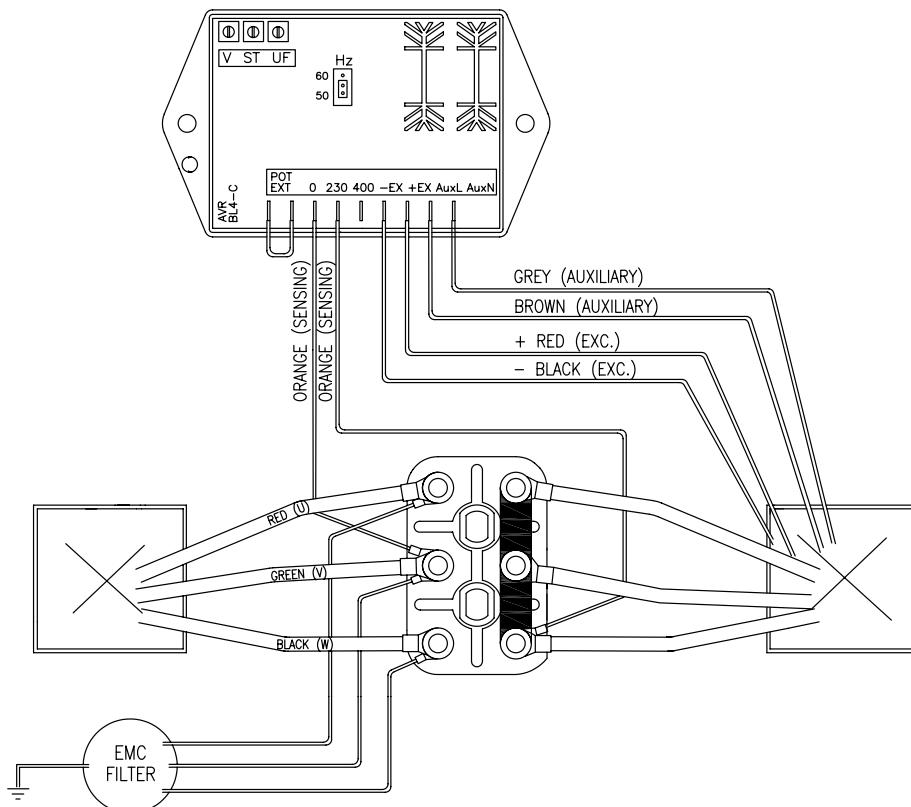 V ST UF
Hz
60
50
POT
EXT 0 230 400 −EX +EX AuxL AuxN
AVR
BL4−C
ORANGE (SENSING)
ORANGE (SENSING)
GREY (AUXILIARY)
BROWN (AUXILIARY)
+ RED (EXC.)
− BLACK (EXC.)
RED (U)
GREEN (V)
BLACK (W)
EMC
FILTER